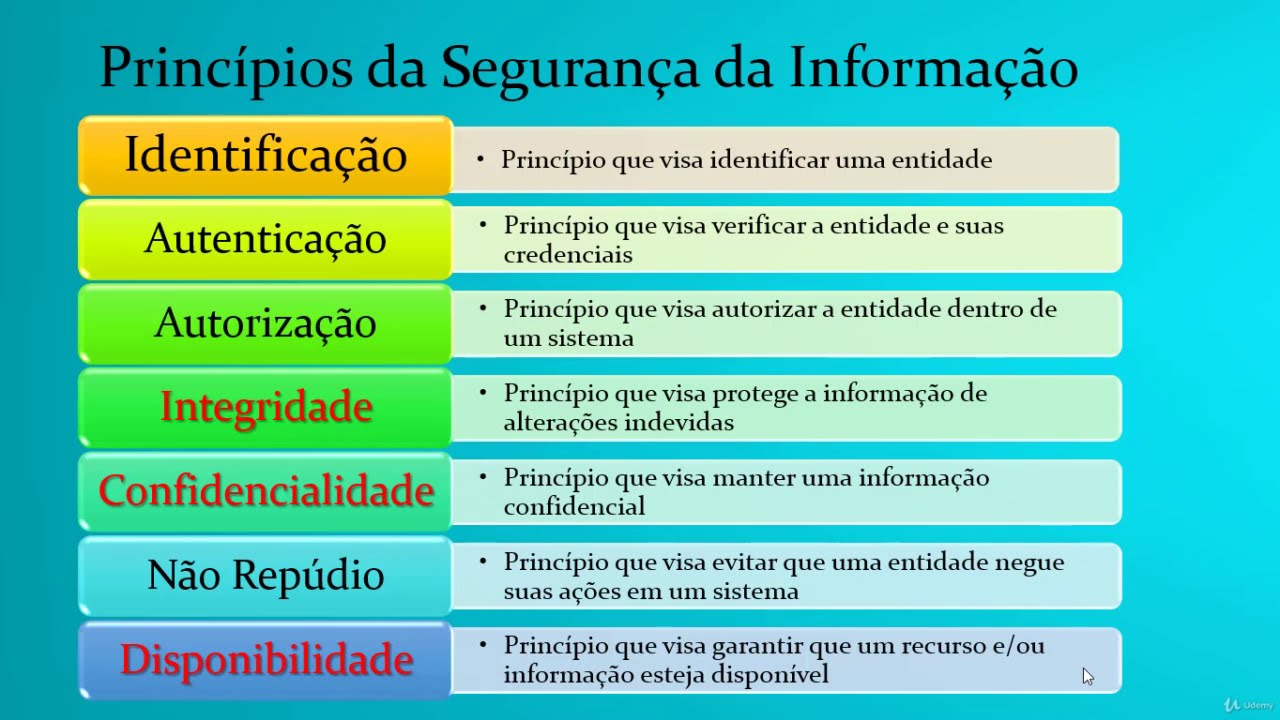 Princípios da Segurança da Informação
Identificação
• Princípio que visa identificar uma entidade
Autenticação
• Princípio que visa verificar a entidade e suas
credenciais
Autorização
• Princípio que visa autorizar a entidade dentro de
um sistema
Integridade
• Princípio que visa protege a informação de
alterações indevidas
Confidencialidade
• Princípio que visa manter uma informação
confidencial
Não Repúdio
• Princípio que visa evitar que uma entidade negue
suas ações em um sistema
Disponibilidade
• Princípio que visa garantir que um recurso e/ou
informação esteja disponível
Udemy